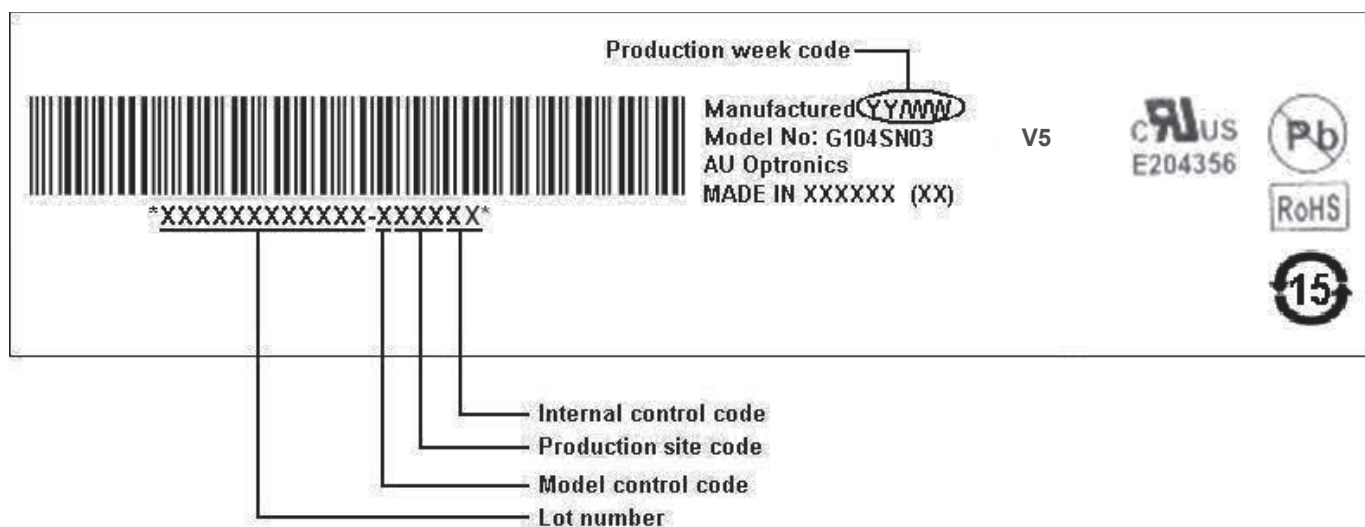 Production week code
Manufactured YY/WW
Model No: G104SN03 V5
AU Optronics
MADE IN XXXXXX (XX)
*XXXXXXXXXXXX-XXXXXX*
C RU US
E204356
Pb
RoHS
15
Internal control code
Production site code
Model control code
Lot number